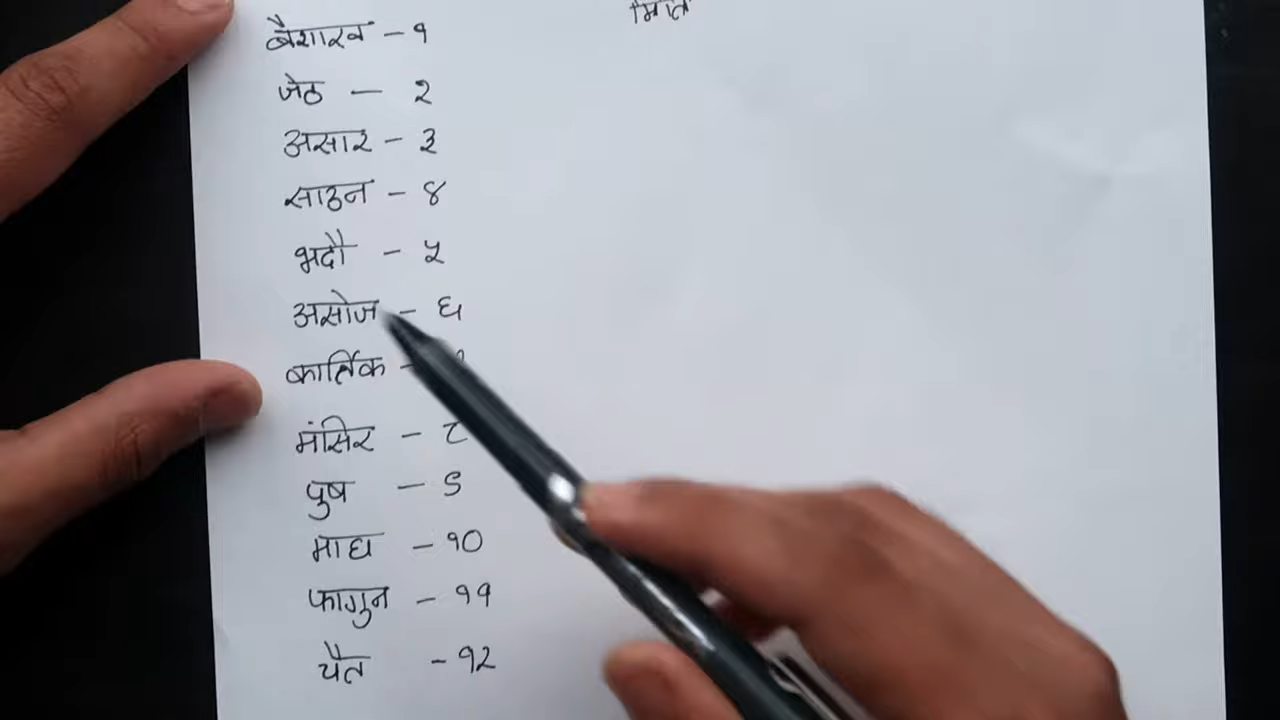 मिति
बैशाख - १
जेठ - २
असार - ३
साउन - ४
भदौ - ५
असोज - ६
कार्तिक -
मंसिर - ८
पुष - ९
माघ - १०
फागुन - ११
चैत - १२